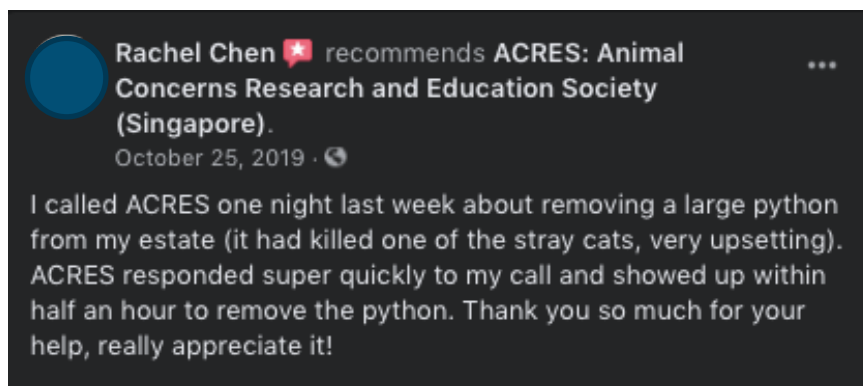 Rachel Chen recommends ACRES: Animal
Concerns Research and Education Society
(Singapore).
October 25, 2019 ·
I called ACRES one night last week about removing a large python
from my estate (it had killed one of the stray cats, very upsetting).
ACRES responded super quickly to my call and showed up within
half an hour to remove the python. Thank you so much for your
help, really appreciate it!